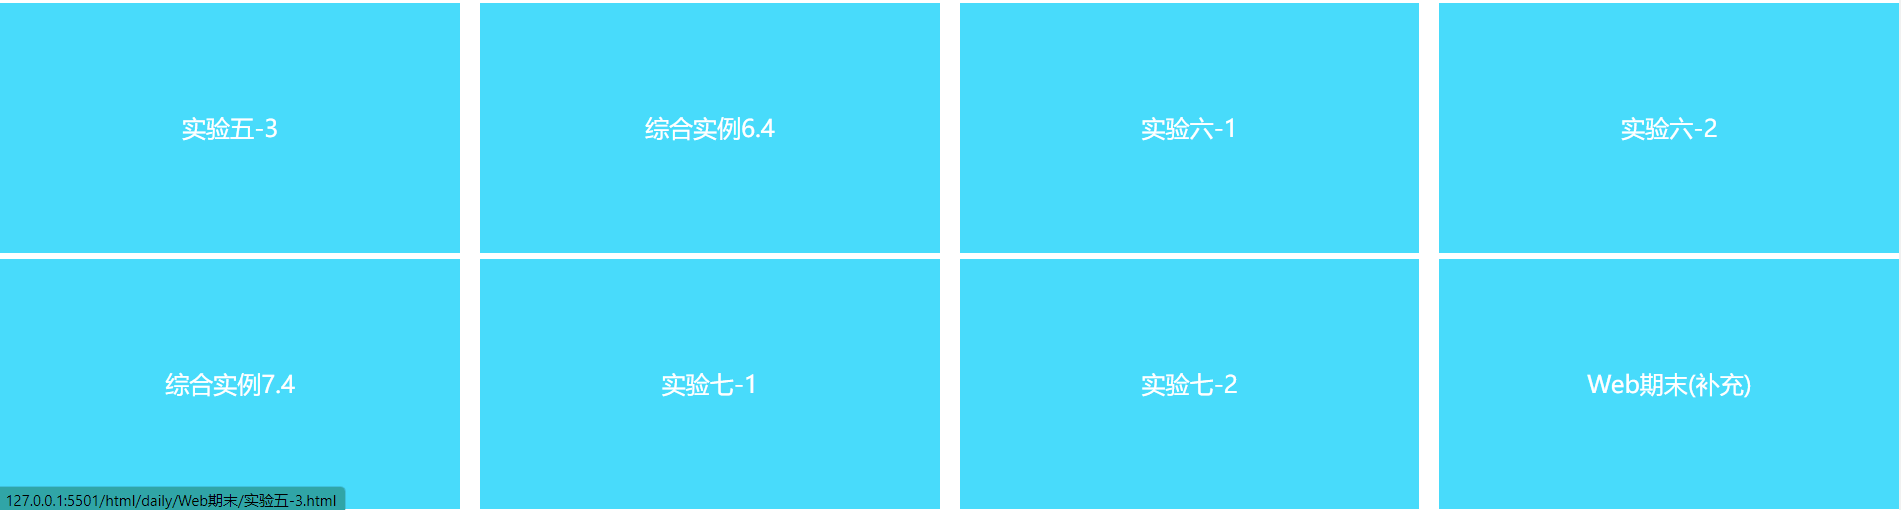 实验五-3
综合实例6.4
实验六-1
实验六-2
综合实例7.4
实验七-1
实验七-2
Web期末(补充)
127.0.0.1:5501/html/daily/Web期末/实验五-3.html